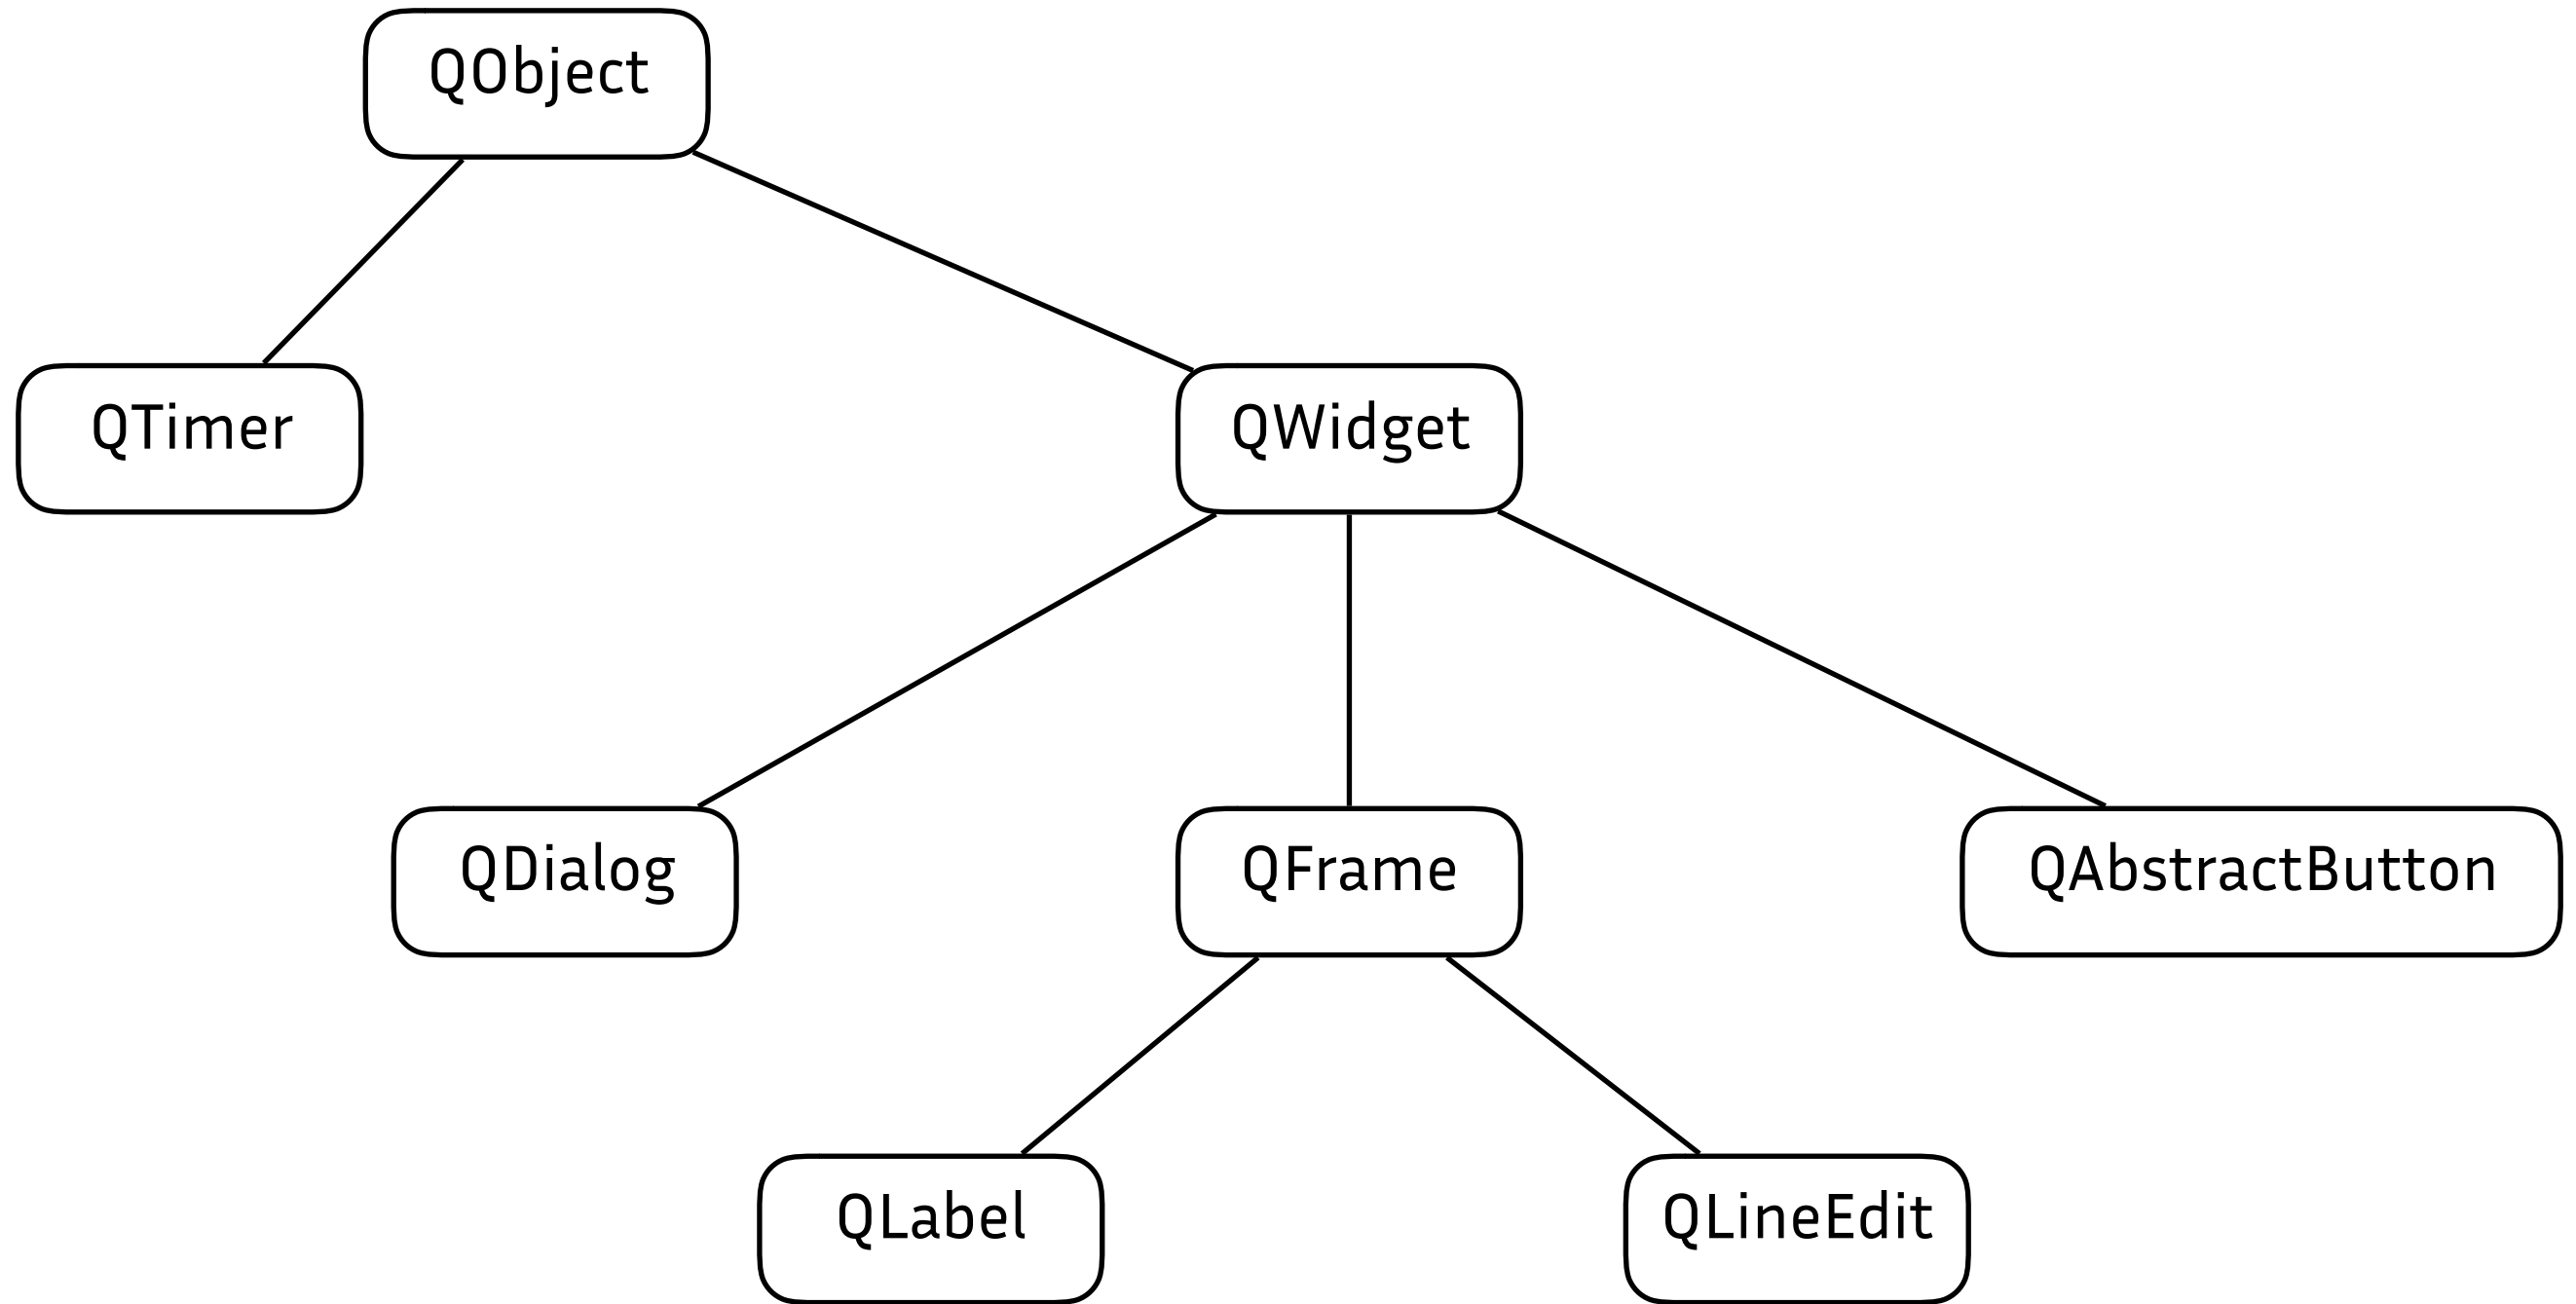 QObject
QTimer
QWidget
QDialog
QFrame
QAbstractButton
QLabel
QLineEdit